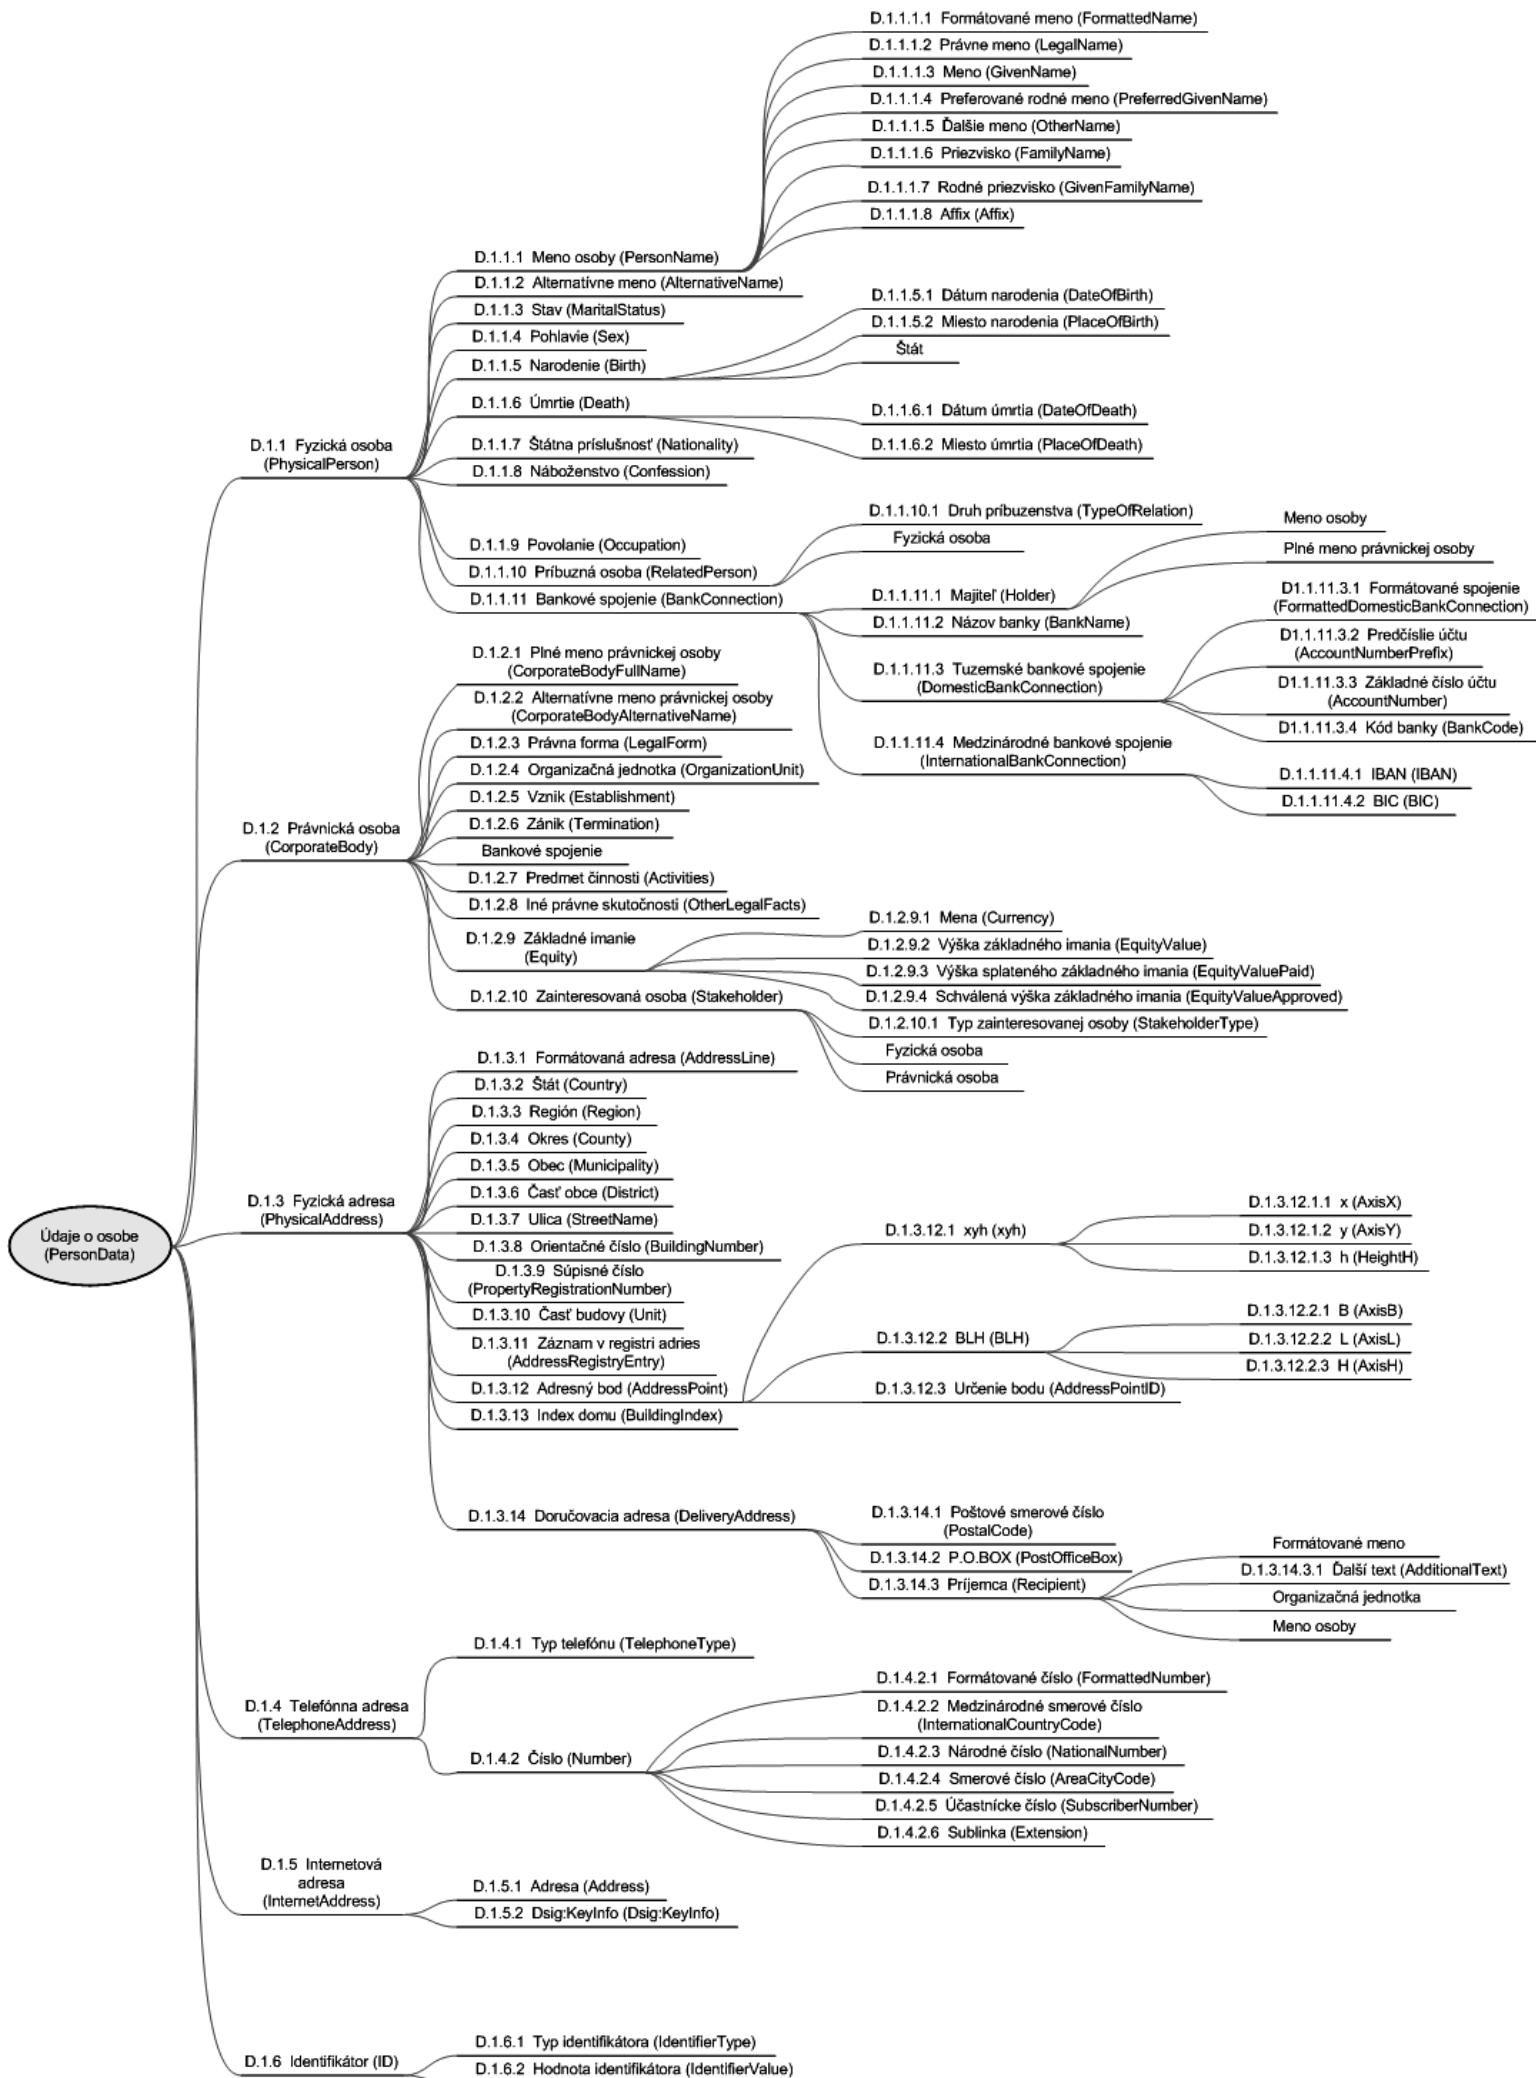 D.1.1.1.1 Formátované meno (FormattedName)
D.1.1.1.2 Právne meno (LegalName)
D.1.1.1.3 Meno (GivenName)
D.1.1.1.4 Preferované rodné meno (PreferredGivenName)
D.1.1.1.5 Ďalšie meno (OtherName)
D.1.1.1.6 Priezvisko (FamilyName)
D.1.1.1.7 Rodné priezvisko (GivenFamilyName)
D.1.1.1.8 Affix (Affix)
D.1.1.1 Meno osoby (PersonName)
D.1.1.2 Alternatívne meno (AlternativeName)
D.1.1.3 Stav (MaritalStatus)
D.1.1.4 Pohlavie (Sex)
D.1.1.5 Narodenie (Birth)
D.1.1.5.1 Dátum narodenia (DateOfBirth)
D.1.1.5.2 Miesto narodenia (PlaceOfBirth)
Štát
D.1.1.6 Úmrtie (Death)
D.1.1.6.1 Dátum úmrtia (DateOfDeath)
D.1.1.6.2 Miesto úmrtia (PlaceOfDeath)
D.1.1 Fyzická osoba
(PhysicalPerson)
D.1.1.7 Štátna príslušnosť (Nationality)
D.1.1.8 Náboženstvo (Confession)
D.1.1.9 Povolanie (Occupation)
D.1.1.10 Príbuzná osoba (RelatedPerson)
D.1.1.10.1 Druh príbuzenstva (TypeOfRelation)
Fyzická osoba
D.1.1.11 Bankové spojenie (BankConnection)
D.1.1.11.1 Majiteľ (Holder)
Meno osoby
Plné meno právnickej osoby
D.1.1.11.2 Názov banky (BankName)
D.1.1.11.3 Tuzemské bankové spojenie
(DomesticBankConnection)
D1.1.11.3.1 Formátované spojenie
(FormattedDomesticBankConnection)
D1.1.11.3.2 Predčíslie účtu
(AccountNumberPrefix)
D1.1.11.3.3 Základné číslo účtu
(AccountNumber)
D1.1.11.3.4 Kód banky (BankCode)
D.1.1.11.4 Medzinárodné bankové spojenie
(InternationalBankConnection)
D.1.1.11.4.1 IBAN (IBAN)
D.1.1.11.4.2 BIC (BIC)
D.1.2 Právnická osoba
(CorporateBody)
D.1.2.1 Plné meno právnickej osoby
(CorporateBodyFullName)
D.1.2.2 Alternatívne meno právnickej osoby
(CorporateBodyAlternativeName)
D.1.2.3 Právna forma (LegalForm)
D.1.2.4 Organizačná jednotka (OrganizationUnit)
D.1.2.5 Vznik (Establishment)
D.1.2.6 Zánik (Termination)
Bankové spojenie
D.1.2.7 Predmet činnosti (Activities)
D.1.2.8 Iné právne skutočnosti (OtherLegalFacts)
D.1.2.9 Základné imanie
(Equity)
D.1.2.9.1 Mena (Currency)
D.1.2.9.2 Výška základného imania (EquityValue)
D.1.2.9.3 Výška splateného základného imania (EquityValuePaid)
D.1.2.9.4 Schválená výška základného imania (EquityValueApproved)
D.1.2.10 Zainteresovaná osoba (Stakeholder)
D.1.2.10.1 Typ zainteresovanej osoby (StakeholderType)
Fyzická osoba
Právnická osoba
Údaje o osobe
(PersonData)
D.1.3 Fyzická adresa
(PhysicalAddress)
D.1.3.1 Formátovaná adresa (AddressLine)
D.1.3.2 Štát (Country)
D.1.3.3 Región (Region)
D.1.3.4 Okres (County)
D.1.3.5 Obec (Municipality)
D.1.3.6 Časť obce (District)
D.1.3.7 Ulica (StreetName)
D.1.3.8 Orientačné číslo (BuildingNumber)
D.1.3.9 Súpisné číslo
(PropertyRegistrationNumber)
D.1.3.10 Časť budovy (Unit)
D.1.3.11 Záznam v registri adries
(AddressRegistryEntry)
D.1.3.12 Adresný bod (AddressPoint)
D.1.3.12.1 xyh (xyh)
D.1.3.12.1.1 x (AxisX)
D.1.3.12.1.2 y (AxisY)
D.1.3.12.1.3 h (HeightH)
D.1.3.12.2 BLH (BLH)
D.1.3.12.2.1 B (AxisB)
D.1.3.12.2.2 L (AxisL)
D.1.3.12.2.3 H (AxisH)
D.1.3.12.3 Určenie bodu (AddressPointID)
D.1.3.13 Index domu (BuildingIndex)
D.1.3.14 Doručovacia adresa (DeliveryAddress)
D.1.3.14.1 Poštové smerové číslo
(PostalCode)
D.1.3.14.2 P.O.BOX (PostOfficeBox)
D.1.3.14.3 Príjemca (Recipient)
Formátované meno
D.1.3.14.3.1 Ďalší text (AdditionalText)
Organizačná jednotka
Meno osoby
D.1.4 Telefónna adresa
(TelephoneAddress)
D.1.4.1 Typ telefónu (TelephoneType)
D.1.4.2 Číslo (Number)
D.1.4.2.1 Formátované číslo (FormattedNumber)
D.1.4.2.2 Medzinárodné smerové číslo
(InternationalCountryCode)
D.1.4.2.3 Národné číslo (NationalNumber)
D.1.4.2.4 Smerové číslo (AreaCityCode)
D.1.4.2.5 Účastnícke číslo (SubscriberNumber)
D.1.4.2.6 Sublinka (Extension)
D.1.5 Internetová
adresa
(InternetAddress)
D.1.5.1 Adresa (Address)
D.1.5.2 Dsig:KeyInfo (Dsig:KeyInfo)
D.1.6 Identifikátor (ID)
D.1.6.1 Typ identifikátora (IdentifierType)
D.1.6.2 Hodnota identifikátora (IdentifierValue)